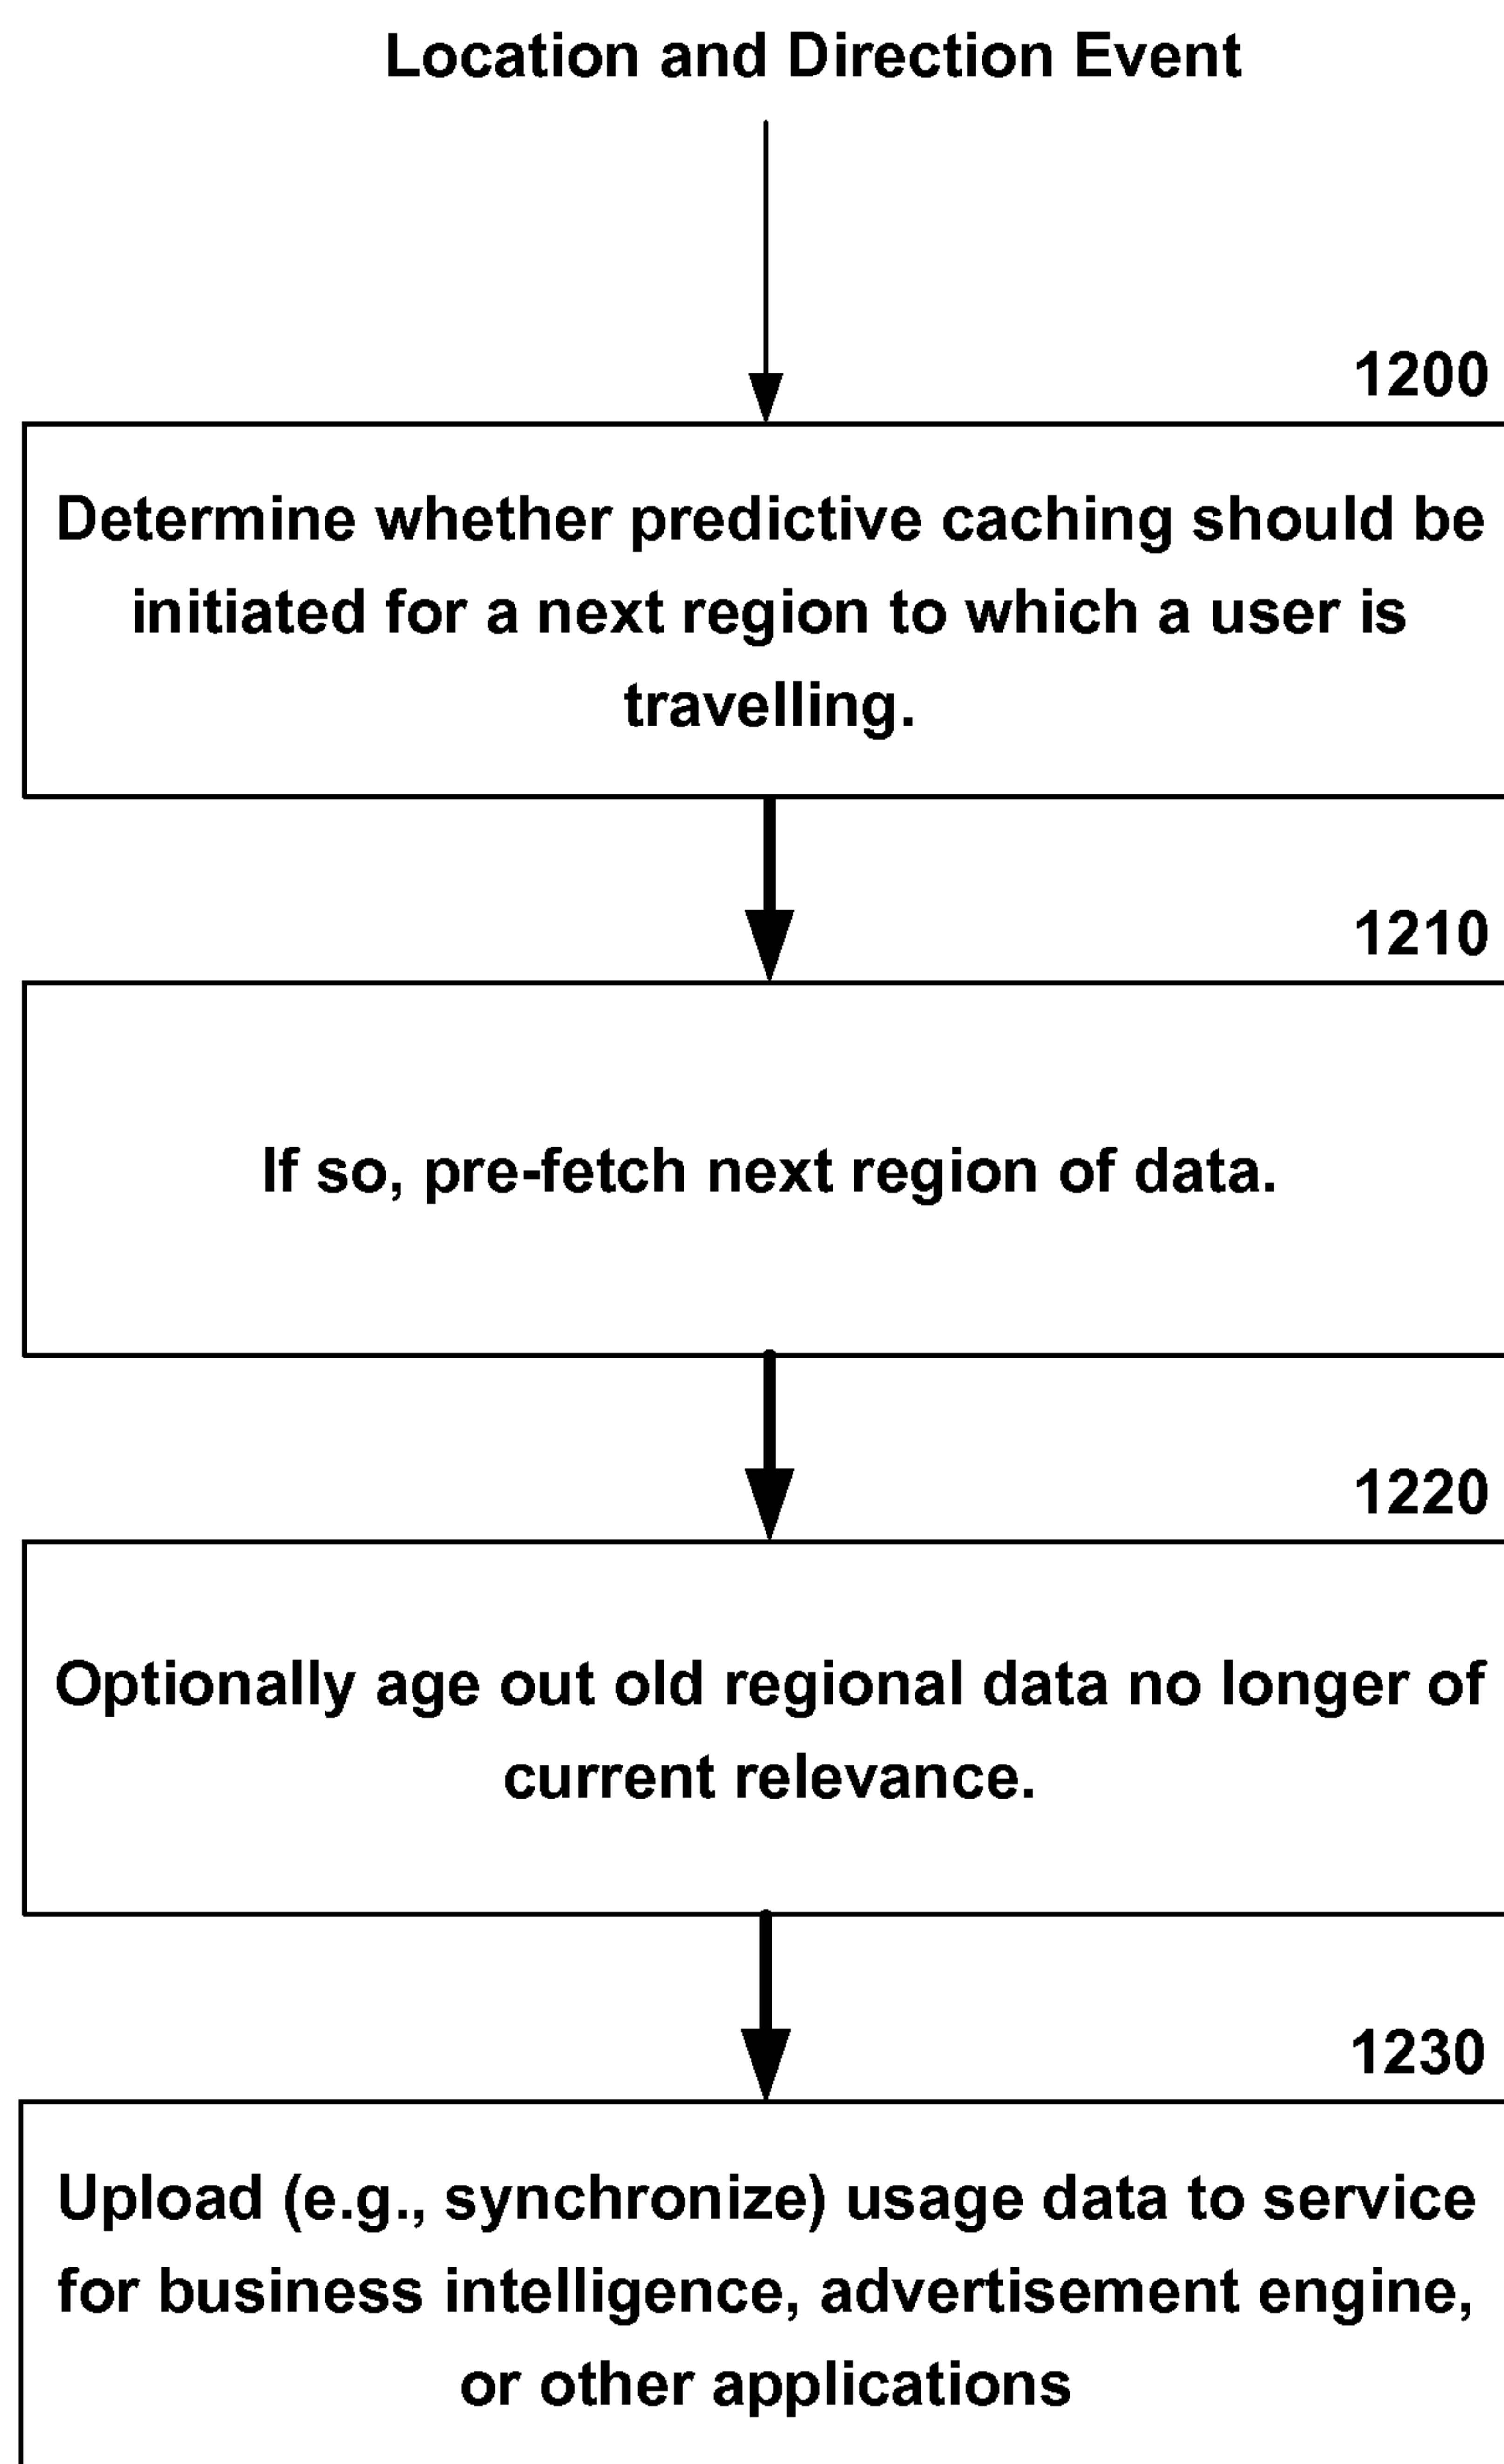 Location and Direction Event
1200
Determine whether predictive caching should be
initiated for a next region to which a user is
travelling.
1210
If so, pre-fetch next region of data.
1220
Optionally age out old regional data no longer of
current relevance.
1230
Upload (e.g., synchronize) usage data to service
for business intelligence, advertisement engine,
or other applications